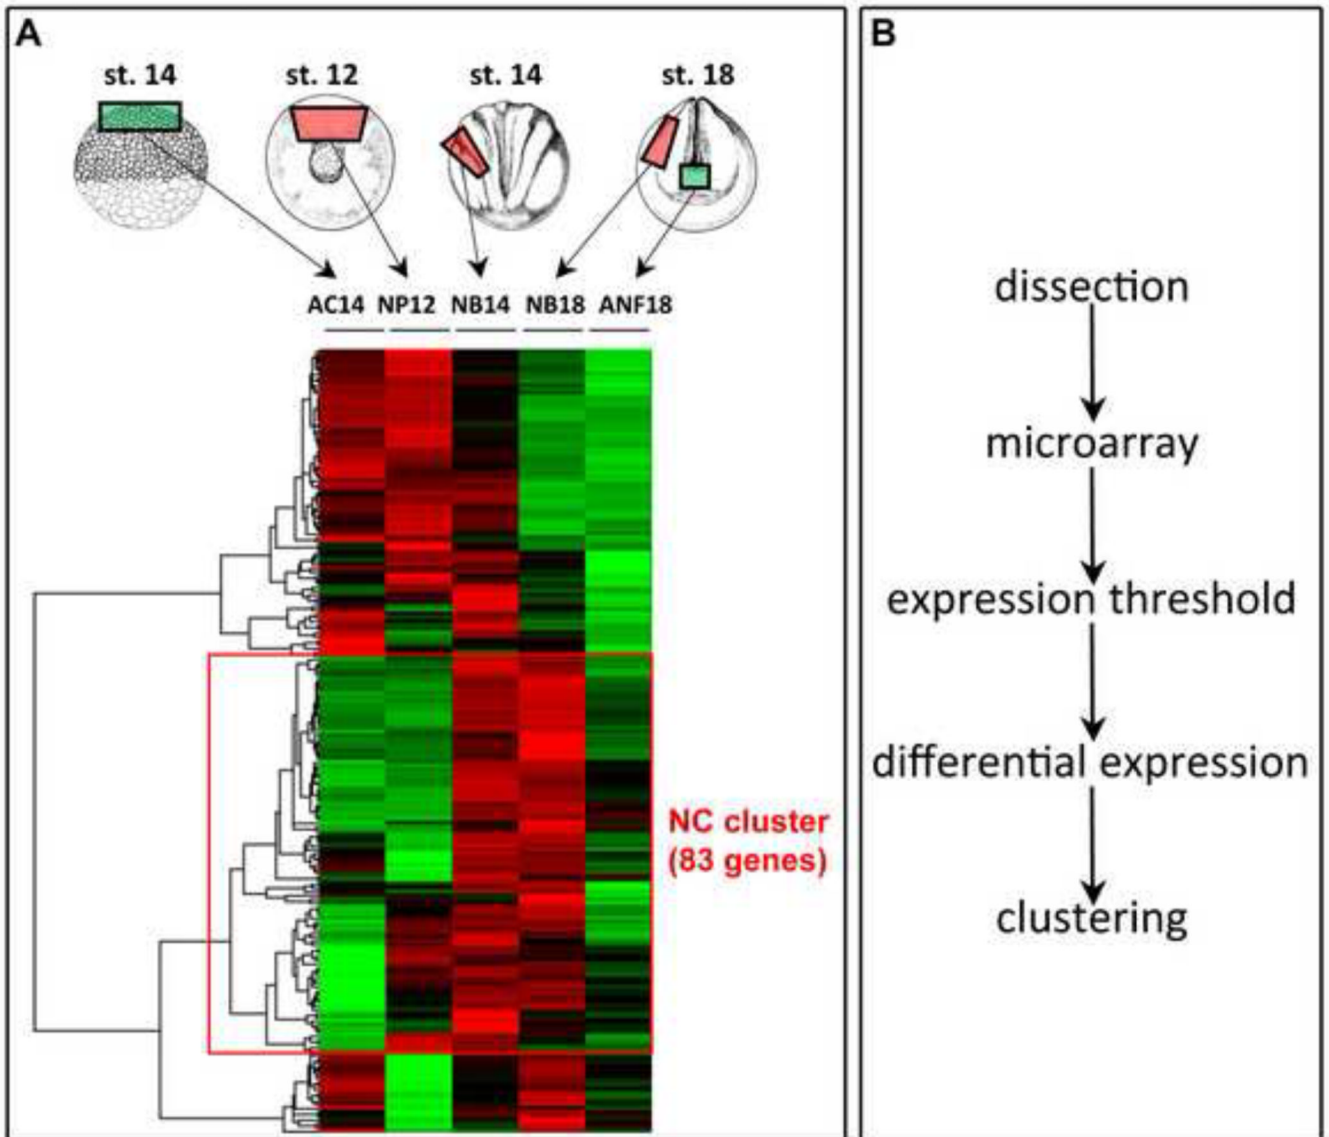 A
st. 14 st. 12 st. 14 st. 18
AC14 NP12 NB14 NB18 ANF18
NC cluster
(83 genes)
B
dissection
microarray
expression threshold
differential expression
clustering